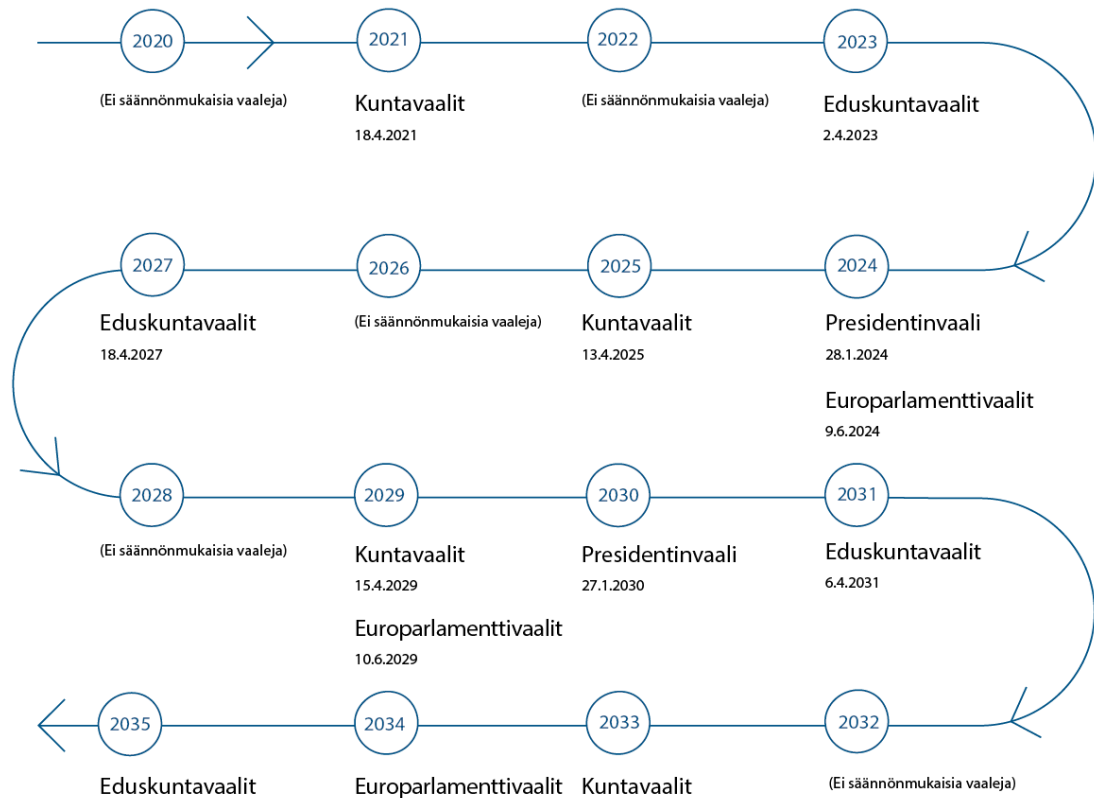 2020
(Ei säännönmukaisia vaaleja)
2021
Kuntavaalit
18.4.2021
2022
(Ei säännönmukaisia vaaleja)
2023
Eduskuntavaalit
2.4.2023
2024
Presidentinvaali
28.1.2024
Europarlamenttivaalit
9.6.2024
2025
Kuntavaalit
13.4.2025
2026
(Ei säännönmukaisia vaaleja)
2027
Eduskuntavaalit
18.4.2027
2028
(Ei säännönmukaisia vaaleja)
2029
Kuntavaalit
15.4.2029
Europarlamenttivaalit
10.6.2029
2030
Presidentinvaali
27.1.2030
2031
Eduskuntavaalit
6.4.2031
2032
(Ei säännönmukaisia vaaleja)
2033
Kuntavaalit
2034
Europarlamenttivaalit
2035
Eduskuntavaalit